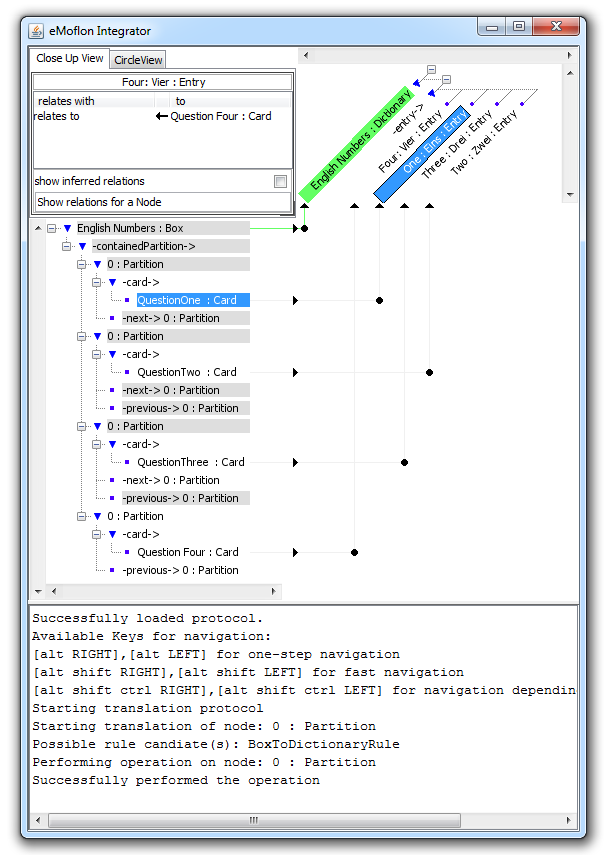 eMoflon Integrator
Close Up View
CircleView
Four: Vier : Entry
relates with to
relates to Question Four : Card
show inferred relations
Show relations for a Node
English Numbers : Dictionary
-entry->
Four: Vier : Entry
One : Eins : Entry
Three : Drei : Entry
Two : Zwei : Entry
English Numbers : Box
-containedPartition->
0 : Partition
-card->
QuestionOne : Card
-next-> 0 : Partition
0 : Partition
-card->
QuestionTwo : Card
-next-> 0 : Partition
-previous-> 0 : Partition
0 : Partition
-card->
QuestionThree : Card
-next-> 0 : Partition
-previous-> 0 : Partition
0 : Partition
-card->
Question Four : Card
-previous-> 0 : Partition
Successfully loaded protocol.
Available Keys for navigation:
[alt RIGHT],[alt LEFT] for one-step navigation
[alt shift RIGHT],[alt shift LEFT] for fast navigation
[alt shift ctrl RIGHT],[alt shift ctrl LEFT] for navigation dependin
Starting translation protocol
Starting translation of node: 0 : Partition
Possible rule candiate(s): BoxToDictionaryRule
Performing operation on node: 0 : Partition
Successfully performed the operation